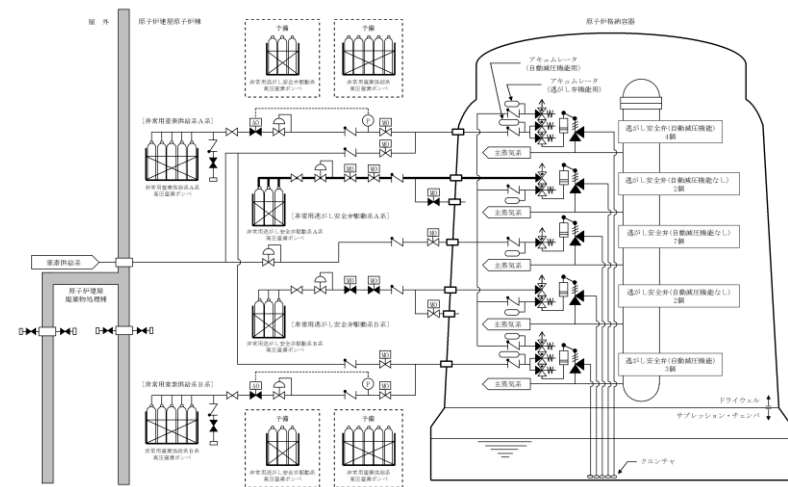 屋 外
原子炉建屋原子炉棟
原子炉格納容器
予備
非常用逃がし安全弁駆動系
高圧窒素ボンベ
予備
非常用窒素供給系
高圧窒素ボンベ
アキュムレータ
(自動減圧機能用)
アキュムレータ
(逃がし弁機能用)
[非常用窒素供給系A系]
AO
P
MO
非常用窒素供給系A系
高圧窒素ボンベ
MO
逃がし安全弁(自動減圧機能)
4個
主蒸気系
MO
MO
非常用逃がし安全弁駆動系A系
高圧窒素ボンベ
[非常用逃がし安全弁駆動系A系]
MO
逃がし安全弁(自動減圧機能なし)
2個
主蒸気系
窒素供給系
MO
逃がし安全弁(自動減圧機能なし)
7個
主蒸気系
原子炉建屋
廃棄物処理棟
MO
MO
非常用逃がし安全弁駆動系B系
高圧窒素ボンベ
[非常用逃がし安全弁駆動系B系]
MO
逃がし安全弁(自動減圧機能なし)
2個
主蒸気系
MO
逃がし安全弁(自動減圧機能)
3個
主蒸気系
[非常用窒素供給系B系]
AO
P
MO
非常用窒素供給系B系
高圧窒素ボンベ
ドライウェル
サプレッション・チェンバ
予備
非常用逃がし安全弁駆動系
高圧窒素ボンベ
予備
非常用窒素供給系
高圧窒素ボンベ
クエンチャ